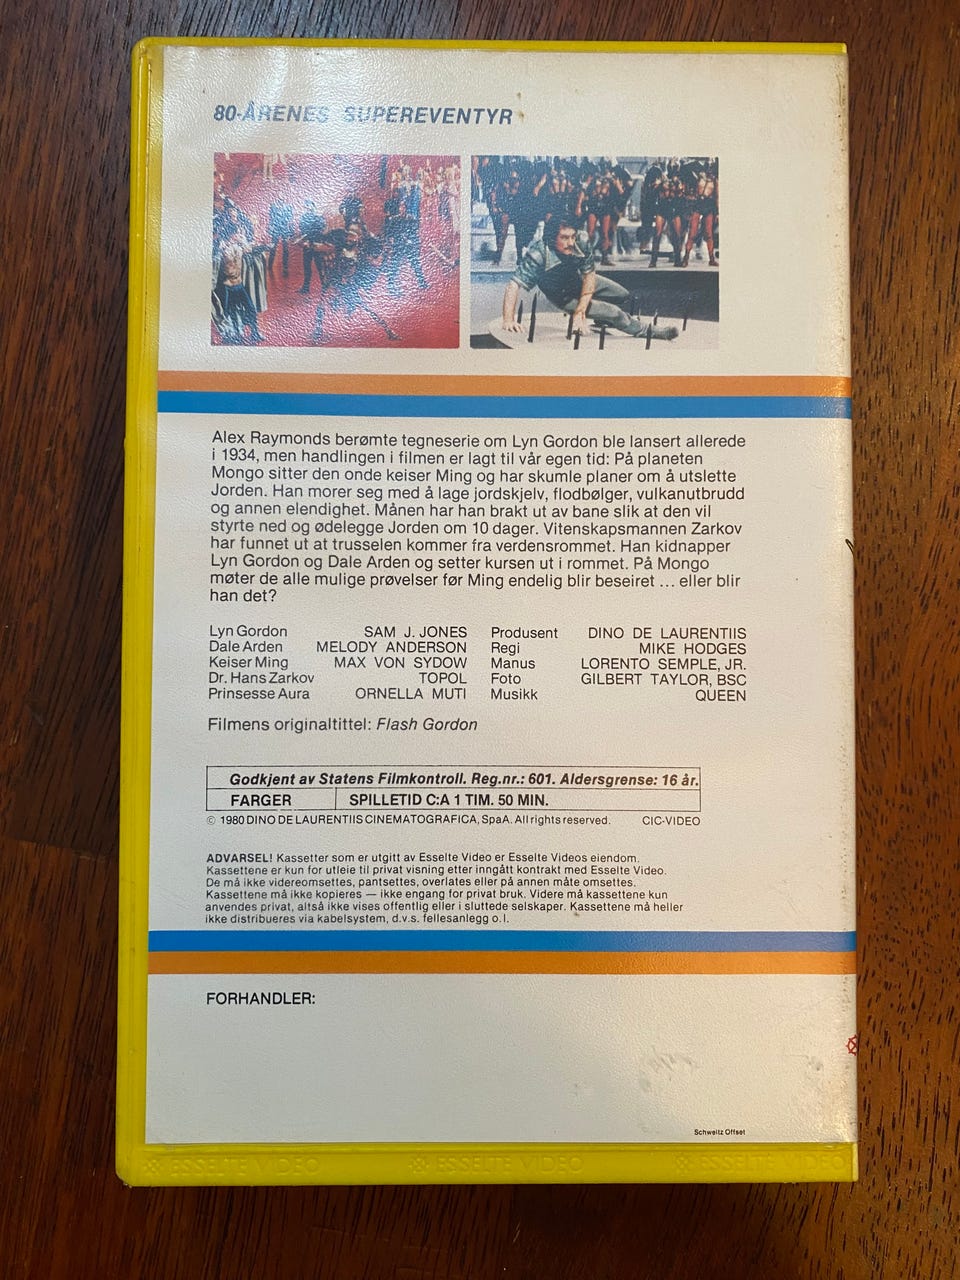 80-ÅRENES SUPEREVENTYR
Alex Raymonds berømte tegneserie om Lyn Gordon ble lansert allerede
i 1934, men handlingen i filmen er lagt til vår egen tid: På planeten
Mongo sitter den onde keiser Ming og har skumle planer om å utslette
Jorden. Han morer seg med å lage jordskjelv, flodbølger, vulkanutbrudd
og annen elendighet. Månen har han brakt ut av bane slik at den vil
styrte ned og ødelegge Jorden om 10 dager. Vitenskapsmannen Zarkov
har funnet ut at trusselen kommer fra verdensrommet. Han kidnapper
Lyn Gordon og Dale Arden og setter kursen ut i rommet. På Mongo
møter de alle mulige prøvelser før Ming endelig blir beseiret ... eller blir
han det?
Lyn Gordon SAM J. JONES Produsent DINO DE LAURENTIIS
Dale Arden MELODY ANDERSON Regi MIKE HODGES
Keiser Ming MAX VON SYDOW Manus LORENTO SEMPLE, JR.
Dr. Hans Zarkov TOPOL Foto GILBERT TAYLOR, BSC
Prinsesse Aura ORNELLA MUTI Musikk QUEEN
Filmens originaltittel: Flash Gordon
Godkjent av Statens Filmkontroll. Reg.nr.: 601. Aldersgrense: 16 år.
FARGER SPILLETID C:A 1 TIM. 50 MIN.
© 1980 DINO DE LAURENTIIS CINEMATOGRAFICA, SpaA. All rights reserved. CIC-VIDEO
ADVARSEL! Kassetter som er utgitt av Esselte Video er Esselte Videos eiendom.
Kassettene er kun for utleie til privat visning etter inngått kontrakt med Esselte Video.
De må ikke videreomsettes, pantsettes, overlates eller på annen måte omsettes.
Kassettene må ikke kopieres — ikke engang for privat bruk. Videre må kassettene kun
anvendes privat, altså ikke vises offentlig eller i sluttede selskaper. Kassettene må heller
ikke distribueres via kabelsystem, d.v.s. fellesanlegg o.l.
FORHANDLER:
Schweitz Offset
ESSELTE VIDEO ESSELTE VIDEO ESSELTE VIDEO